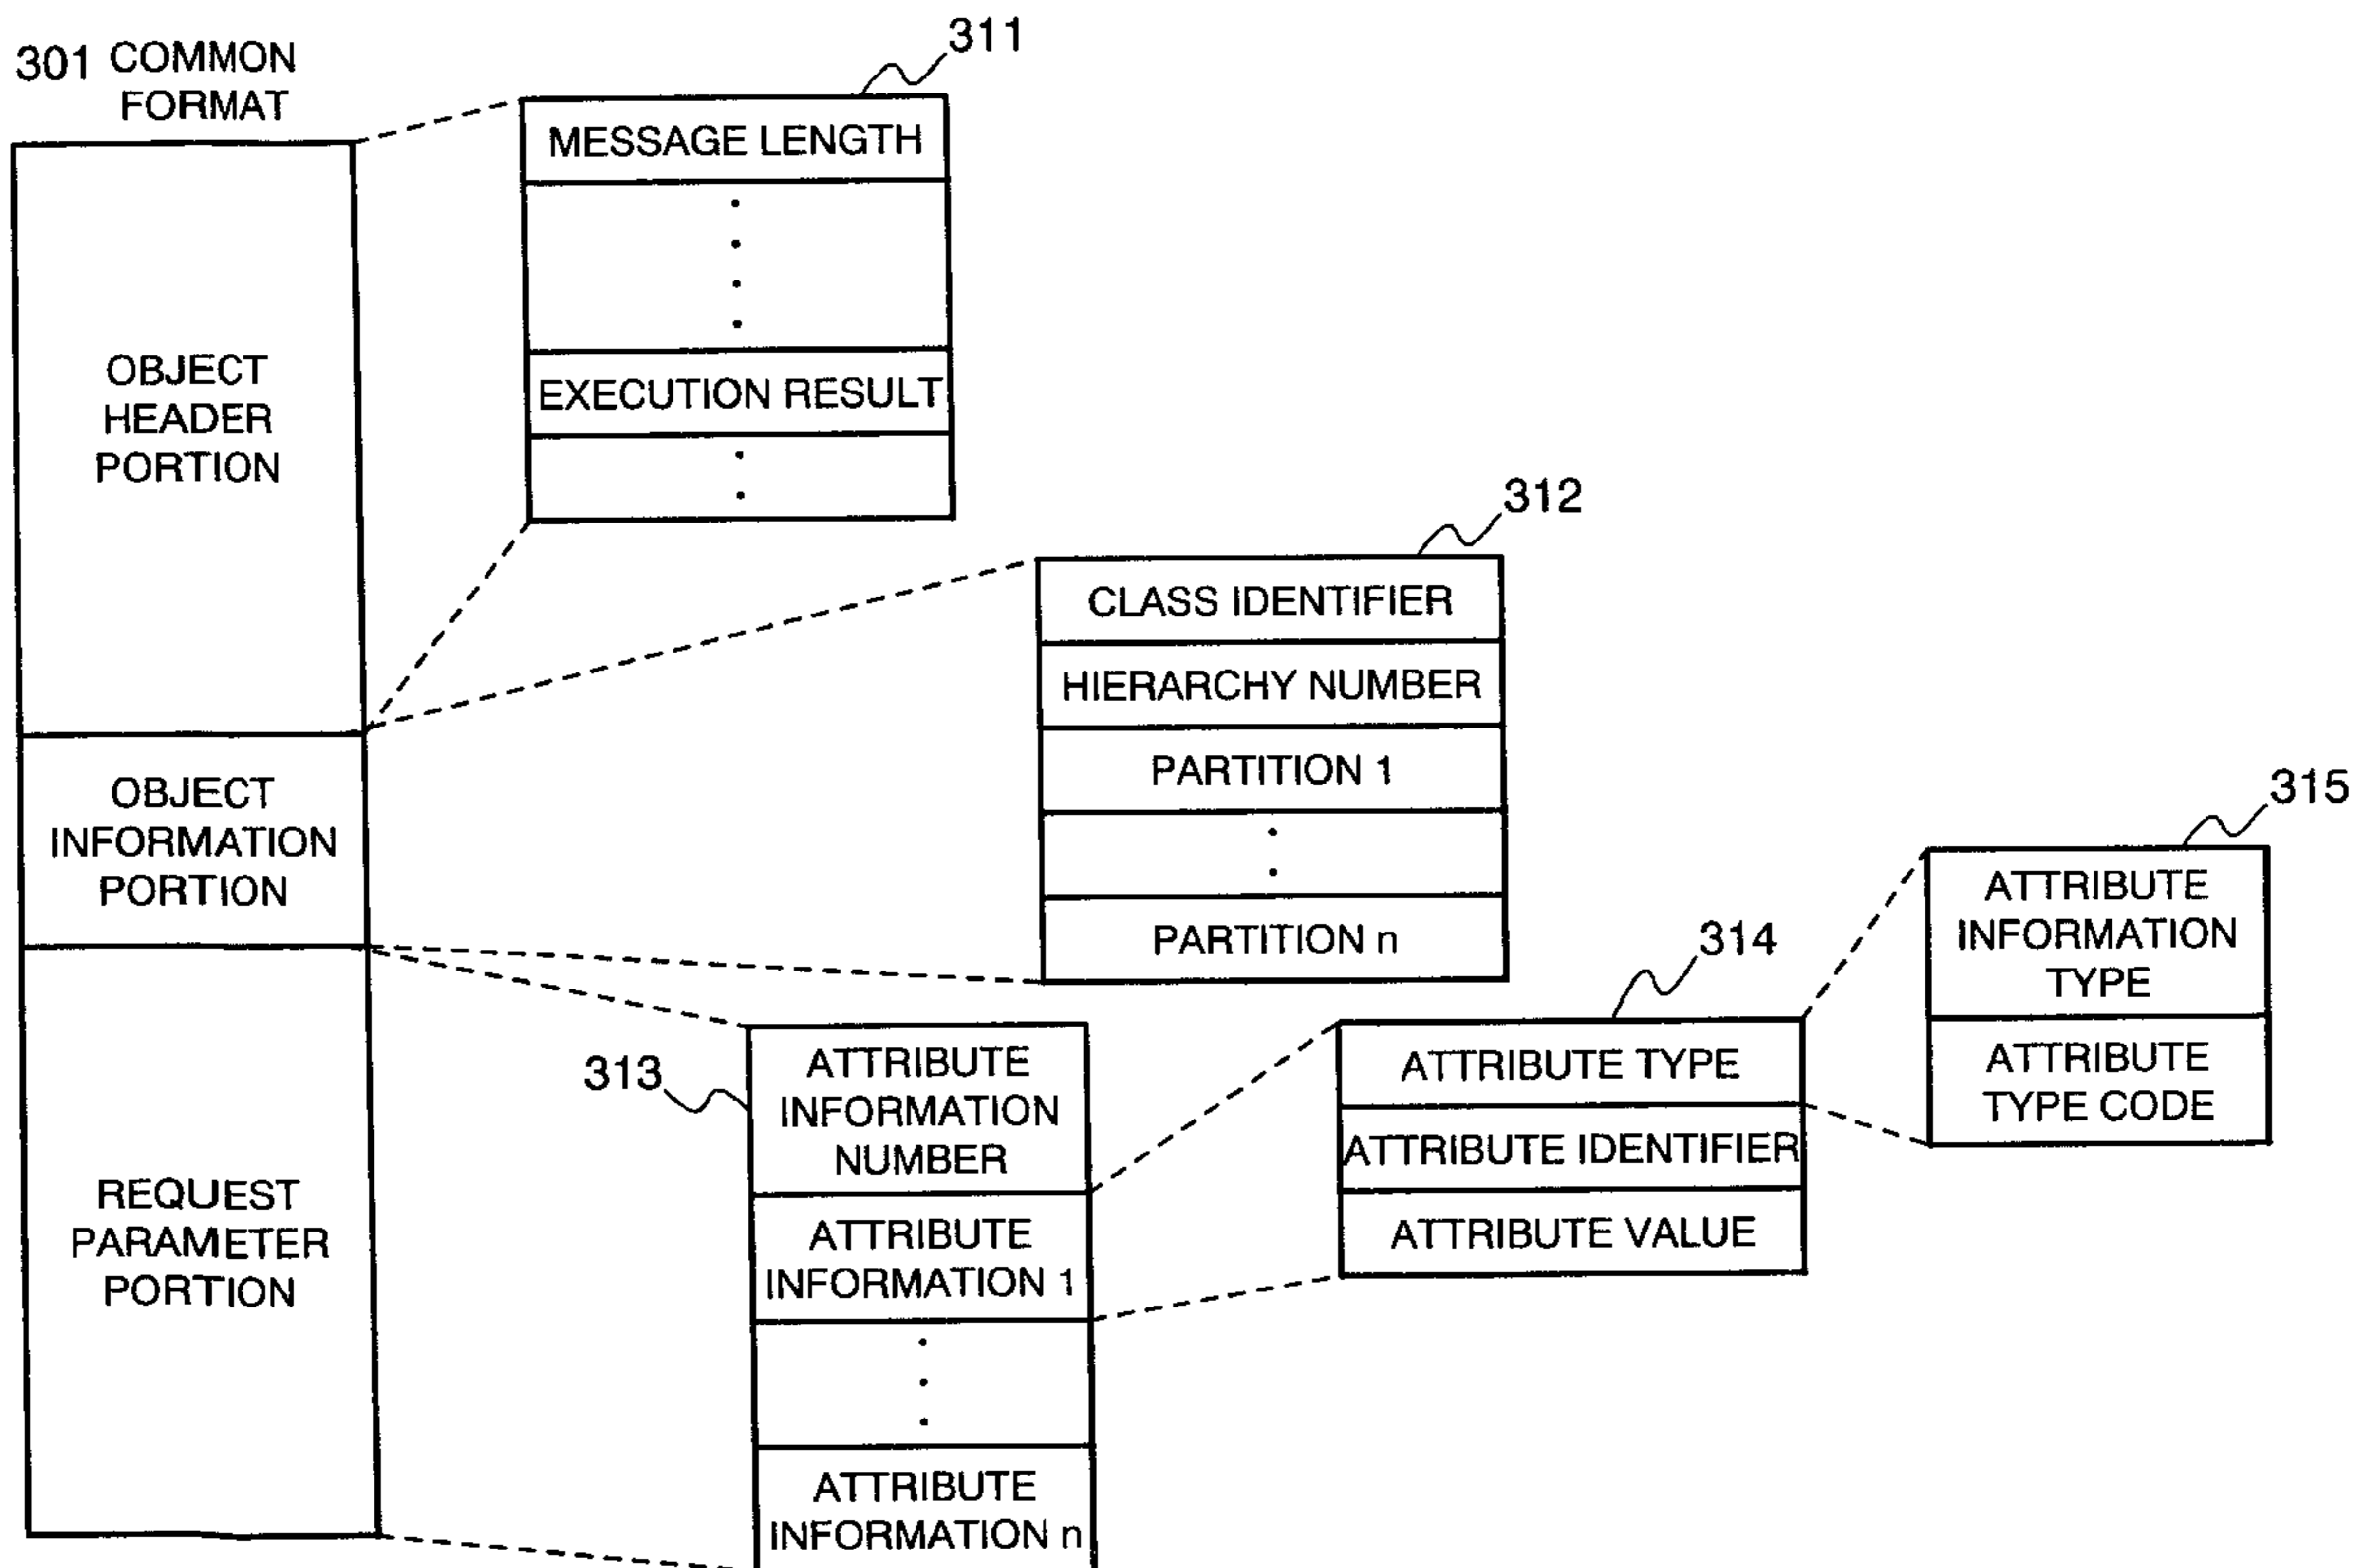 301 COMMON
FORMAT
OBJECT
HEADER
PORTION
OBJECT
INFORMATION
PORTION
REQUEST
PARAMETER
PORTION
311
MESSAGE LENGTH
EXECUTION RESULT
312
CLASS IDENTIFIER
HIERARCHY NUMBER
PARTITION 1
PARTITION n
313
ATTRIBUTE
INFORMATION
NUMBER
ATTRIBUTE
INFORMATION 1
ATTRIBUTE
INFORMATION n
314
ATTRIBUTE TYPE
ATTRIBUTE IDENTIFIER
ATTRIBUTE VALUE
315
ATTRIBUTE
INFORMATION
TYPE
ATTRIBUTE
TYPE CODE